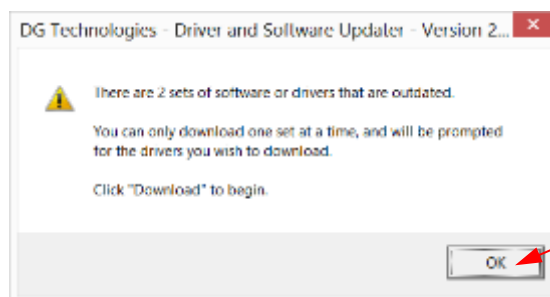 DG Technologies - Driver and Software Updater - Version 2...
There are 2 sets of software or drivers that are outdated.
You can only download one set at a time, and will be prompted
for the drivers you wish to download.
Click "Download" to begin.
OK